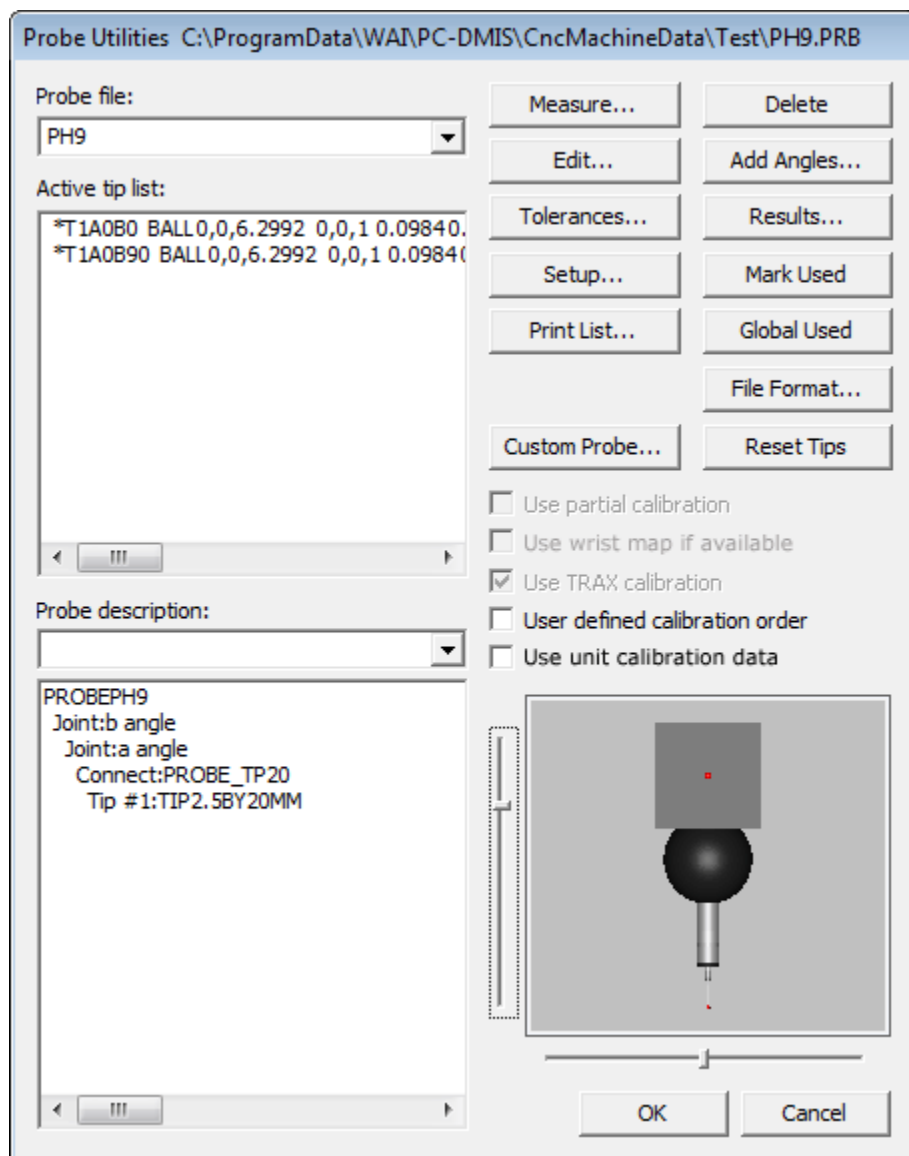 Probe Utilities C:\ProgramData\WAI\PC-DMIS\CncMachineData\Test\PH9.PRB
Probe file:
PH9
Active tip list:
*T1A0B0 BALL0,0,6.2992 0,0,1 0.09840.
*T1A0B90 BALL0,0,6.2992 0,0,1 0.0984
Measure...
Delete
Edit...
Add Angles...
Tolerances...
Results...
Setup...
Mark Used
Print List...
Global Used
File Format...
Custom Probe...
Reset Tips
Use partial calibration
Use wrist map if available
Use TRAX calibration
User defined calibration order
Use unit calibration data
Probe description:
PROBEPH9
Joint:b angle
Joint:a angle
Connect:PROBE_TP20
Tip #1:TIP2.5BY20MM
OK
Cancel